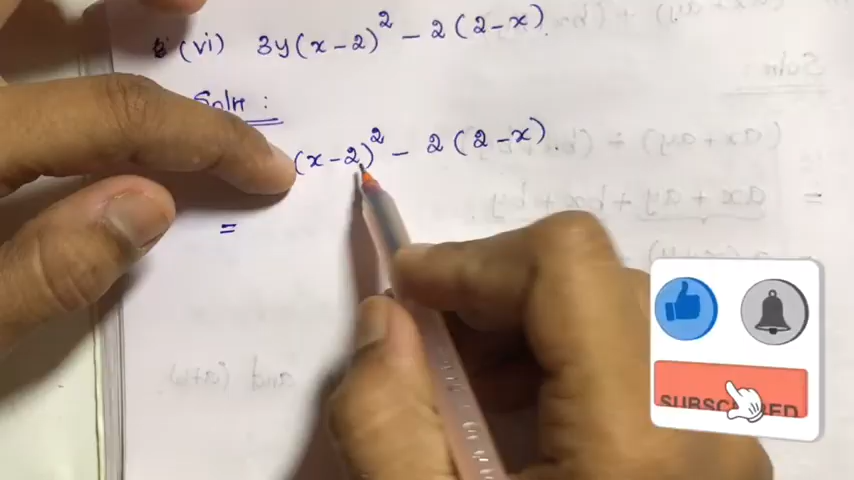 (vi) 3y(x-2)² - 2(2-x).
Soln :
(x-2)² - 2(2-x).
=
SUBSCRIBED